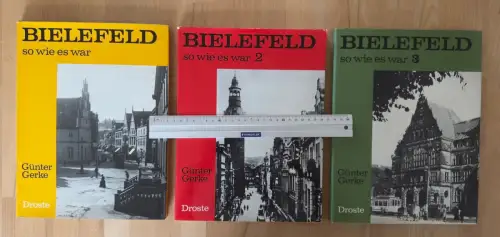 BIELEFELD
so wie es war
Günter
Gerke
Droste
BIELEFELD
so wie es war 2
Günter
Gerke
Droste
BIELEFELD
so wie es war 3
Günter
Gerke
Droste